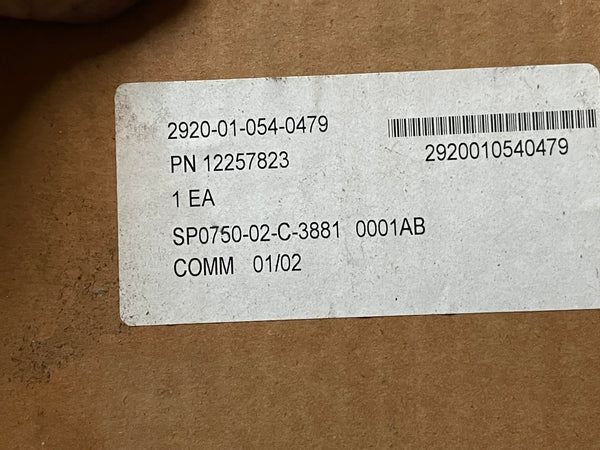 2920-01-054-0479
2920010540479
PN 12257823
1 EA
SP0750-02-C-3881 0001AB
COMM 01/02